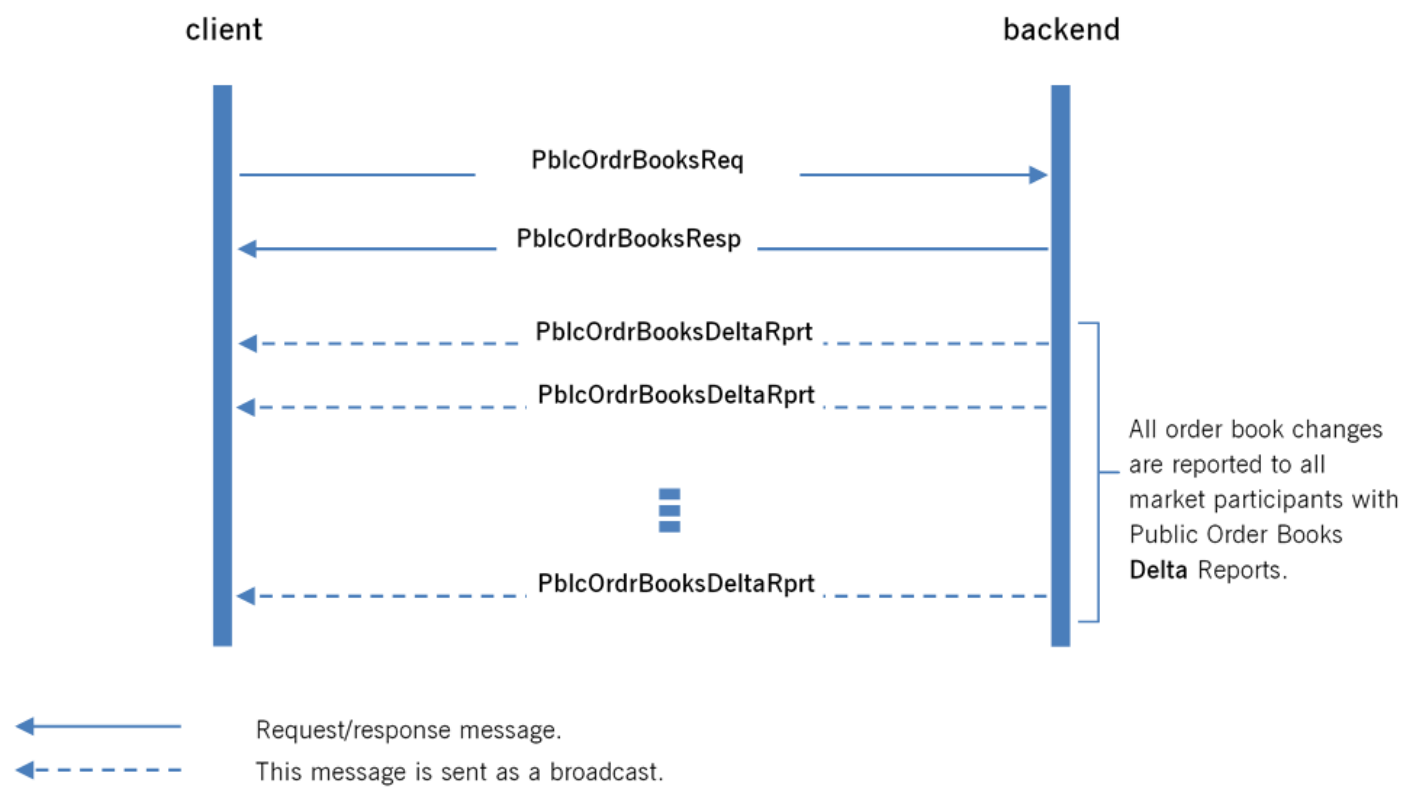 client
backend
PblcOrdrBooksReq
PblcOrdrBooksResp
PblcOrdrBooksDeltaRprt
PblcOrdrBooksDeltaRprt
All order book changes
are reported to all
market participants with
Public Order Books
Delta Reports.
PblcOrdrBooksDeltaRprt
Request/response message.
This message is sent as a broadcast.